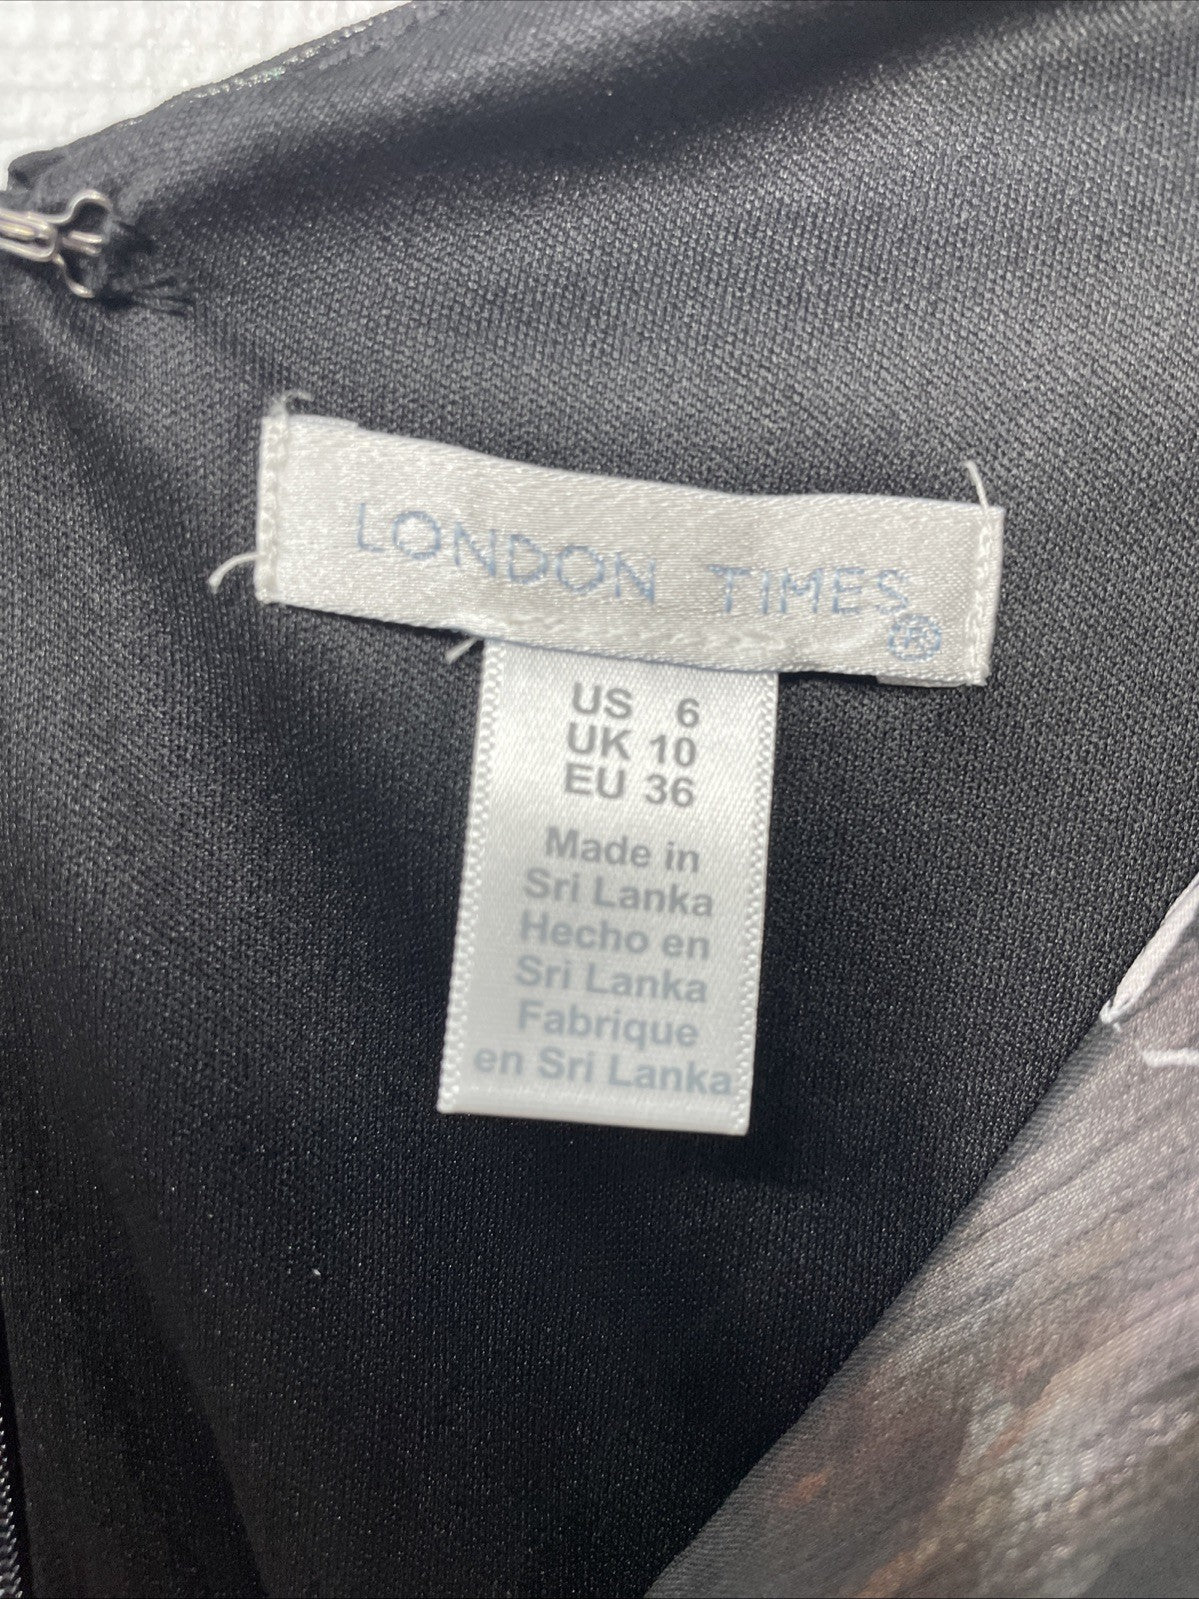 LONDON TIMES®
US 6
UK 10
EU 36
Made in
Sri Lanka
Hecho en
Sri Lanka
Fabrique
en Sri Lanka